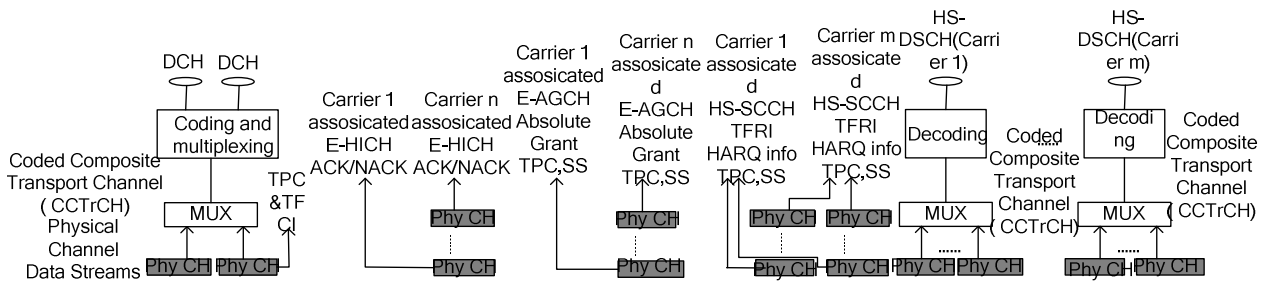 DCH
DCH
Coding and
multiplexing
Coded Composite
Transport Channel
( CCTrCH)
Physical
Channel
Data Streams
MUX
TPC
&TF
CI
Phy CH
Phy CH
Carrier 1
assosicated
E-HICH
ACK/NACK
Carrier n
assosicated
E-HICH
ACK/NACK
Phy CH
Phy CH
Carrier 1
assosicated
E-AGCH
Absolute
Grant
TPC,SS
Carrier n
assosicate
d
E-AGCH
Absolute
Grant
TPC,SS
Phy CH
Phy CH
Carrier 1
assosicate
d
HS-SCCH
TFRI
HARQ info
TPC,SS
Carrier m
assosicate
d
HS-SCCH
TFRI
HARQ info
TPC,SS
Phy CH
Phy CH
Phy CH
Phy CH
HS-
DSCH(Carri
er 1)
Decoding
Coded
Composite
Transport
Channel
( CCTrCH)
MUX
......
Phy CH
Phy CH
HS-
DSCH(Carri
er m)
Decodi
ng
Coded
Composite
Transport
Channel
( CCTrCH)
MUX
......
Phy CH
Phy CH